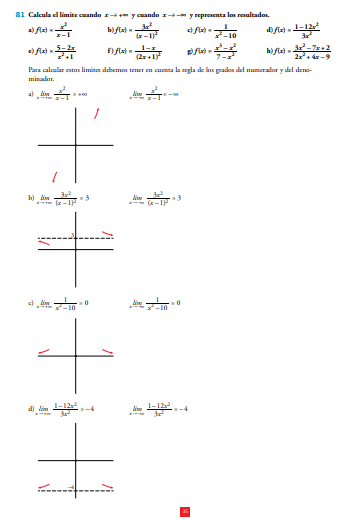 8.1 Calcula el límite cuando x → +∞ y cuando x → -∞ y representa los resultados.
a) f(x) = x²/(x-1) b) f(x) = 3x²/(x-1)² c) f(x) = 1/(x²-10) d) f(x) = (1-12x²)/3x²
e) f(x) = (5-2x)/(x²+1) f) f(x) = (1-x)/(2x+1)² g) f(x) = (x³-x²)/(7-x²) h) f(x) = (3x²-7x+2)/(2x²+4x-9)
Para calcular estos límites debemos tener en cuenta la regla de los grados del numerador y del deno-
minador.
a) lím x→+∞ x²/(x-1) = +∞ lím x→-∞ x²/(x-1) = -∞
b) lím x→+∞ 3x²/(x-1)² = 3 lím x→-∞ 3x²/(x-1)² = 3
3
c) lím x→+∞ 1/(x²-10) = 0 lím x→-∞ 1/(x²-10) = 0
d) lím x→+∞ (1-12x²)/3x² = -4 lím x→-∞ (1-12x²)/3x² = -4
-4